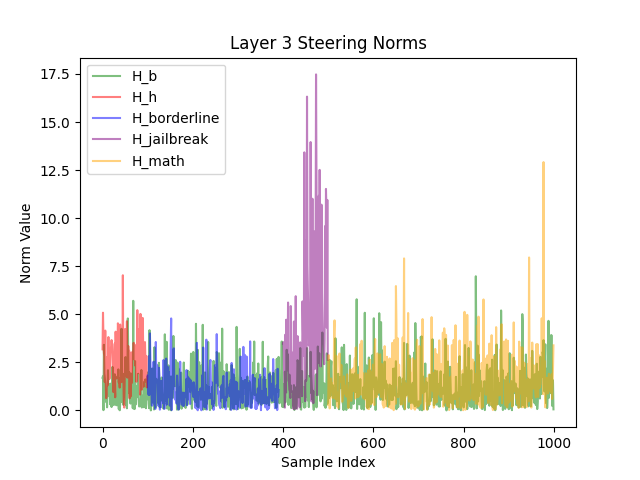 Layer 3 Steering Norms
Norm Value
17.5
15.0
12.5
10.0
7.5
5.0
2.5
0.0
H_b
H_h
H_borderline
H_jailbreak
H_math
0
200
400
600
800
1000
Sample Index